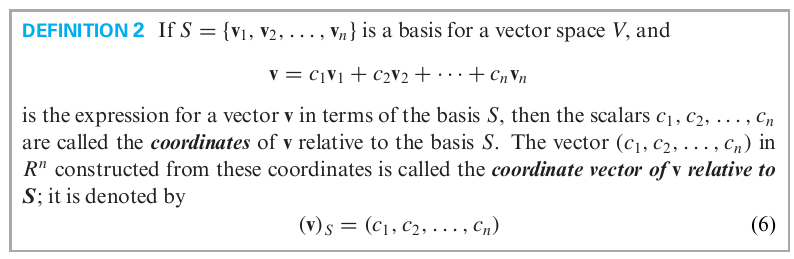 DEFINITION 2 If S = {v₁, v₂, . . . , vₙ} is a basis for a vector space V, and
v = c₁v₁ + c₂v₂ + ··· + cₙvₙ
is the expression for a vector v in terms of the basis S, then the scalars c₁, c₂, . . . , cₙ
are called the coordinates of v relative to the basis S. The vector (c₁, c₂, . . . , cₙ) in
Rⁿ constructed from these coordinates is called the coordinate vector of v relative to
S; it is denoted by
(v)_S = (c₁, c₂, . . . , cₙ) (6)